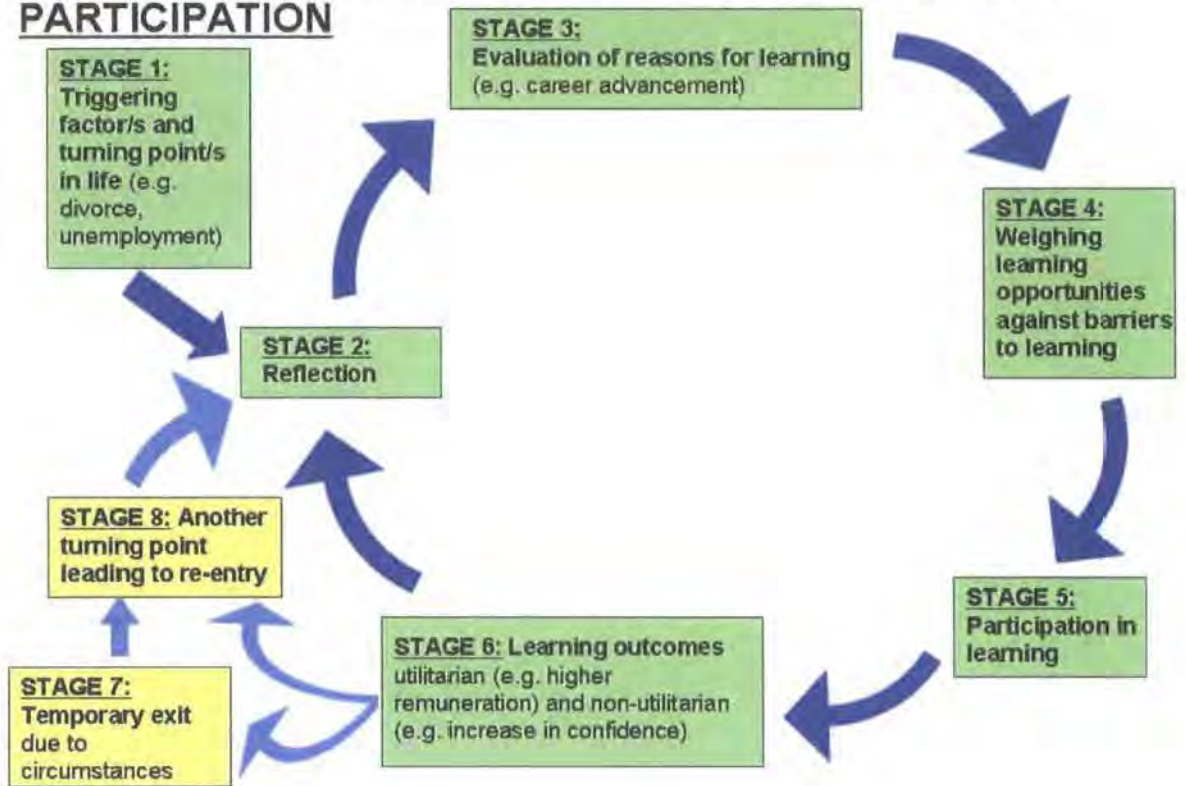 PARTICIPATION
STAGE 1:
Triggering
factor/s and
turning point/s
in life (e.g.
divorce,
unemployment)
STAGE 2:
Reflection
STAGE 3:
Evaluation of reasons for learning
(e.g. career advancement)
STAGE 4:
Weighing
learning
opportunities
against barriers
to learning
STAGE 5:
Participation in
learning
STAGE 6: Learning outcomes
utilitarian (e.g. higher
remuneration) and non-utilitarian
(e.g. increase in confidence)
STAGE 7:
Temporary exit
due to
circumstances
STAGE 8: Another
turning point
leading to re-entry